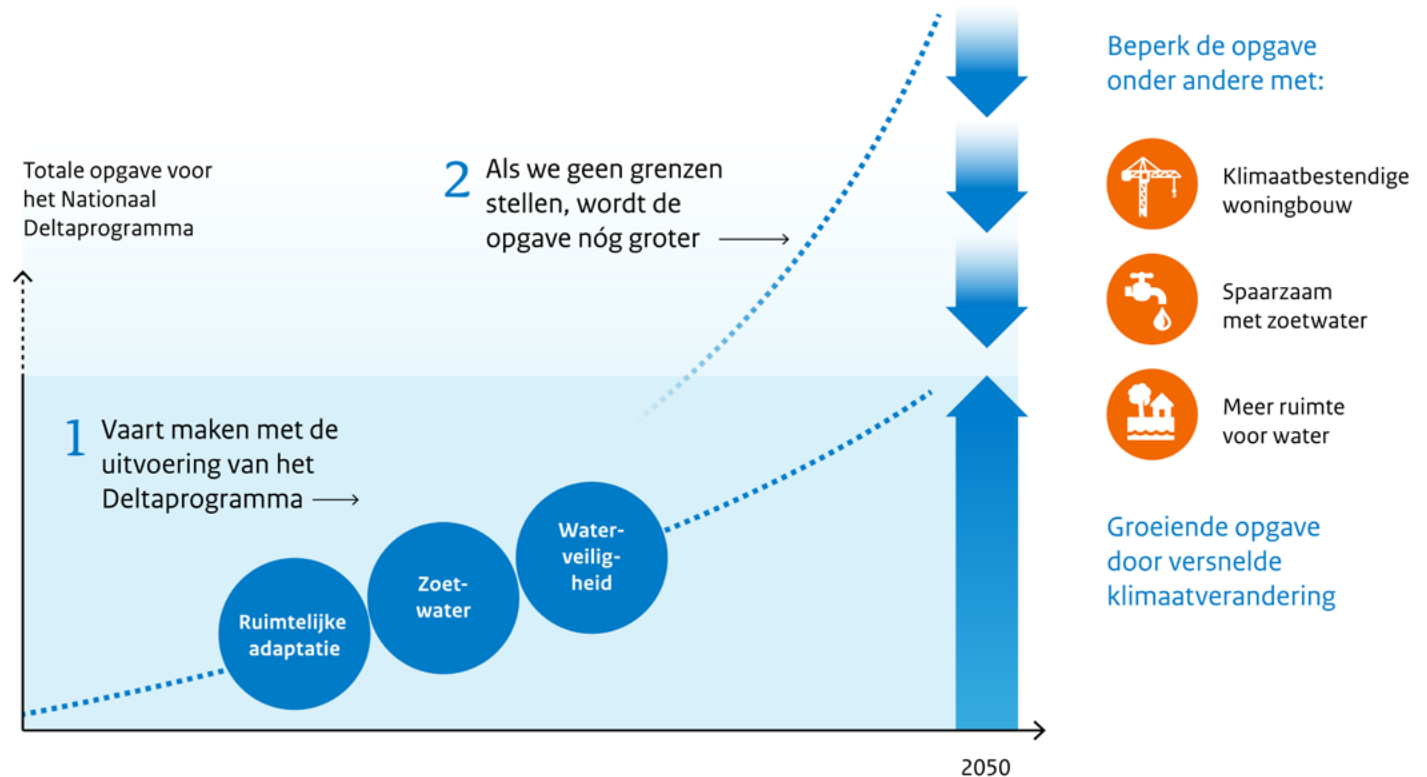 Totale opgave voor
het Nationaal
Deltaprogramma
1 Vaart maken met de
uitvoering van het
Deltaprogramma
2 Als we geen grenzen
stellen, wordt de
opgave nóg groter
Ruimtelijke
adaptatie
Zoet-
water
Water-
veilig-
heid
2050
Beperk de opgave
onder andere met:
Klimaatbestendige
woningbouw
Spaarzaam
met zoetwater
Meer ruimte
voor water
Groeiende opgave
door versnelde
klimaatverandering